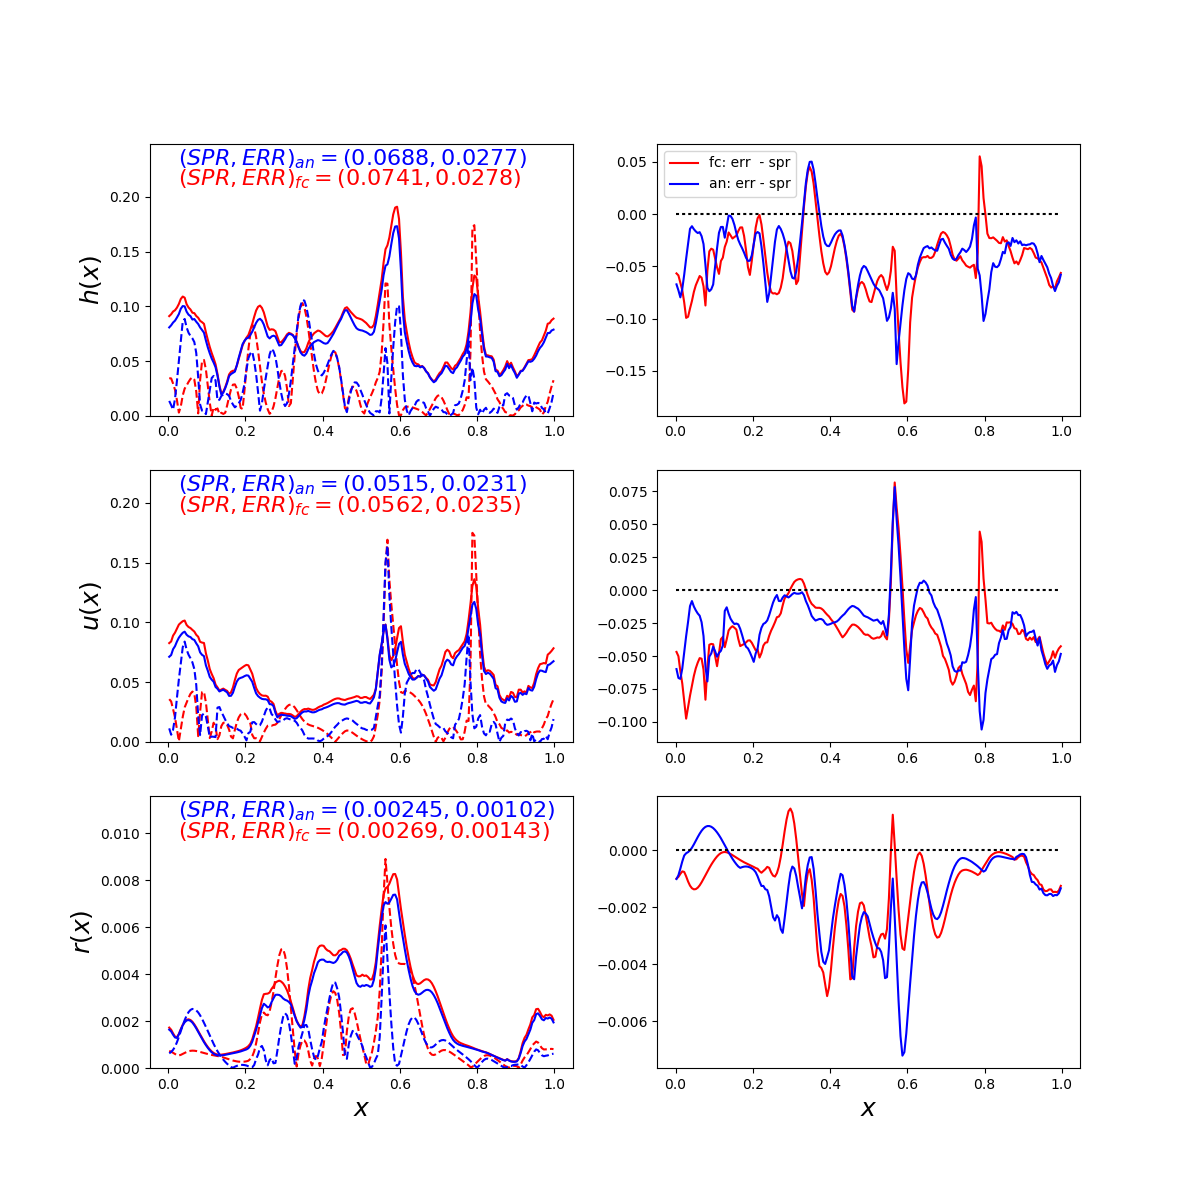 (SPR, ERR)an = (0.0688, 0.0277)
(SPR, ERR)fc = (0.0741, 0.0278)
h(x)
0.20
0.15
0.10
0.05
0.00
0.0 0.2 0.4 0.6 0.8 1.0
fc: err - spr
an: err - spr
0.05
0.00
−0.05
−0.10
−0.15
0.0 0.2 0.4 0.6 0.8 1.0
(SPR, ERR)an = (0.0515, 0.0231)
(SPR, ERR)fc = (0.0562, 0.0235)
u(x)
0.20
0.15
0.10
0.05
0.00
0.0 0.2 0.4 0.6 0.8 1.0
0.075
0.050
0.025
0.000
−0.025
−0.050
−0.075
−0.100
0.0 0.2 0.4 0.6 0.8 1.0
(SPR, ERR)an = (0.00245, 0.00102)
(SPR, ERR)fc = (0.00269, 0.00143)
r(x)
0.010
0.008
0.006
0.004
0.002
0.000
0.0 0.2 0.4 0.6 0.8 1.0
x
0.000
−0.002
−0.004
−0.006
0.0 0.2 0.4 0.6 0.8 1.0
x